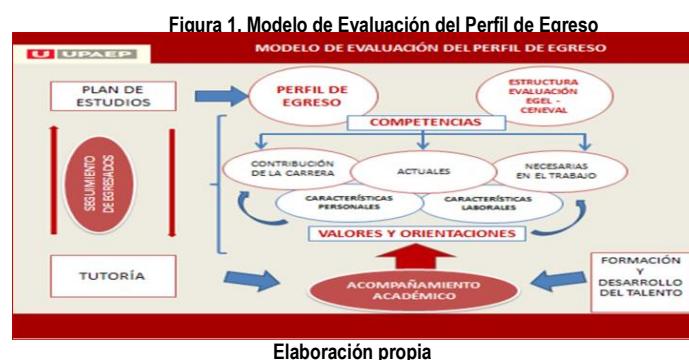 Figura 1. Modelo de Evaluación del Perfil de Egreso
U UPAEP
MODELO DE EVALUACIÓN DEL PERFIL DE EGRESO
PLAN DE
ESTUDIOS
PERFIL DE
EGRESO
ESTRUCTURA
EVALUACIÓN
EGEL -
CENEVAL
COMPETENCIAS
CONTRIBUCIÓN
DE LA CARRERA
ACTUALES
NECESARIAS
EN EL TRABAJO
SEGUIMIENTO
DE EGRESADOS
CARACTERÍSTICAS
PERSONALES
CARACTERÍSTICAS
LABORALES
VALORES Y ORIENTACIONES
TUTORÍA
ACOMPAÑAMIENTO
ACADÉMICO
FORMACIÓN
Y
DESARROLLO
DEL TALENTO
Elaboración propia